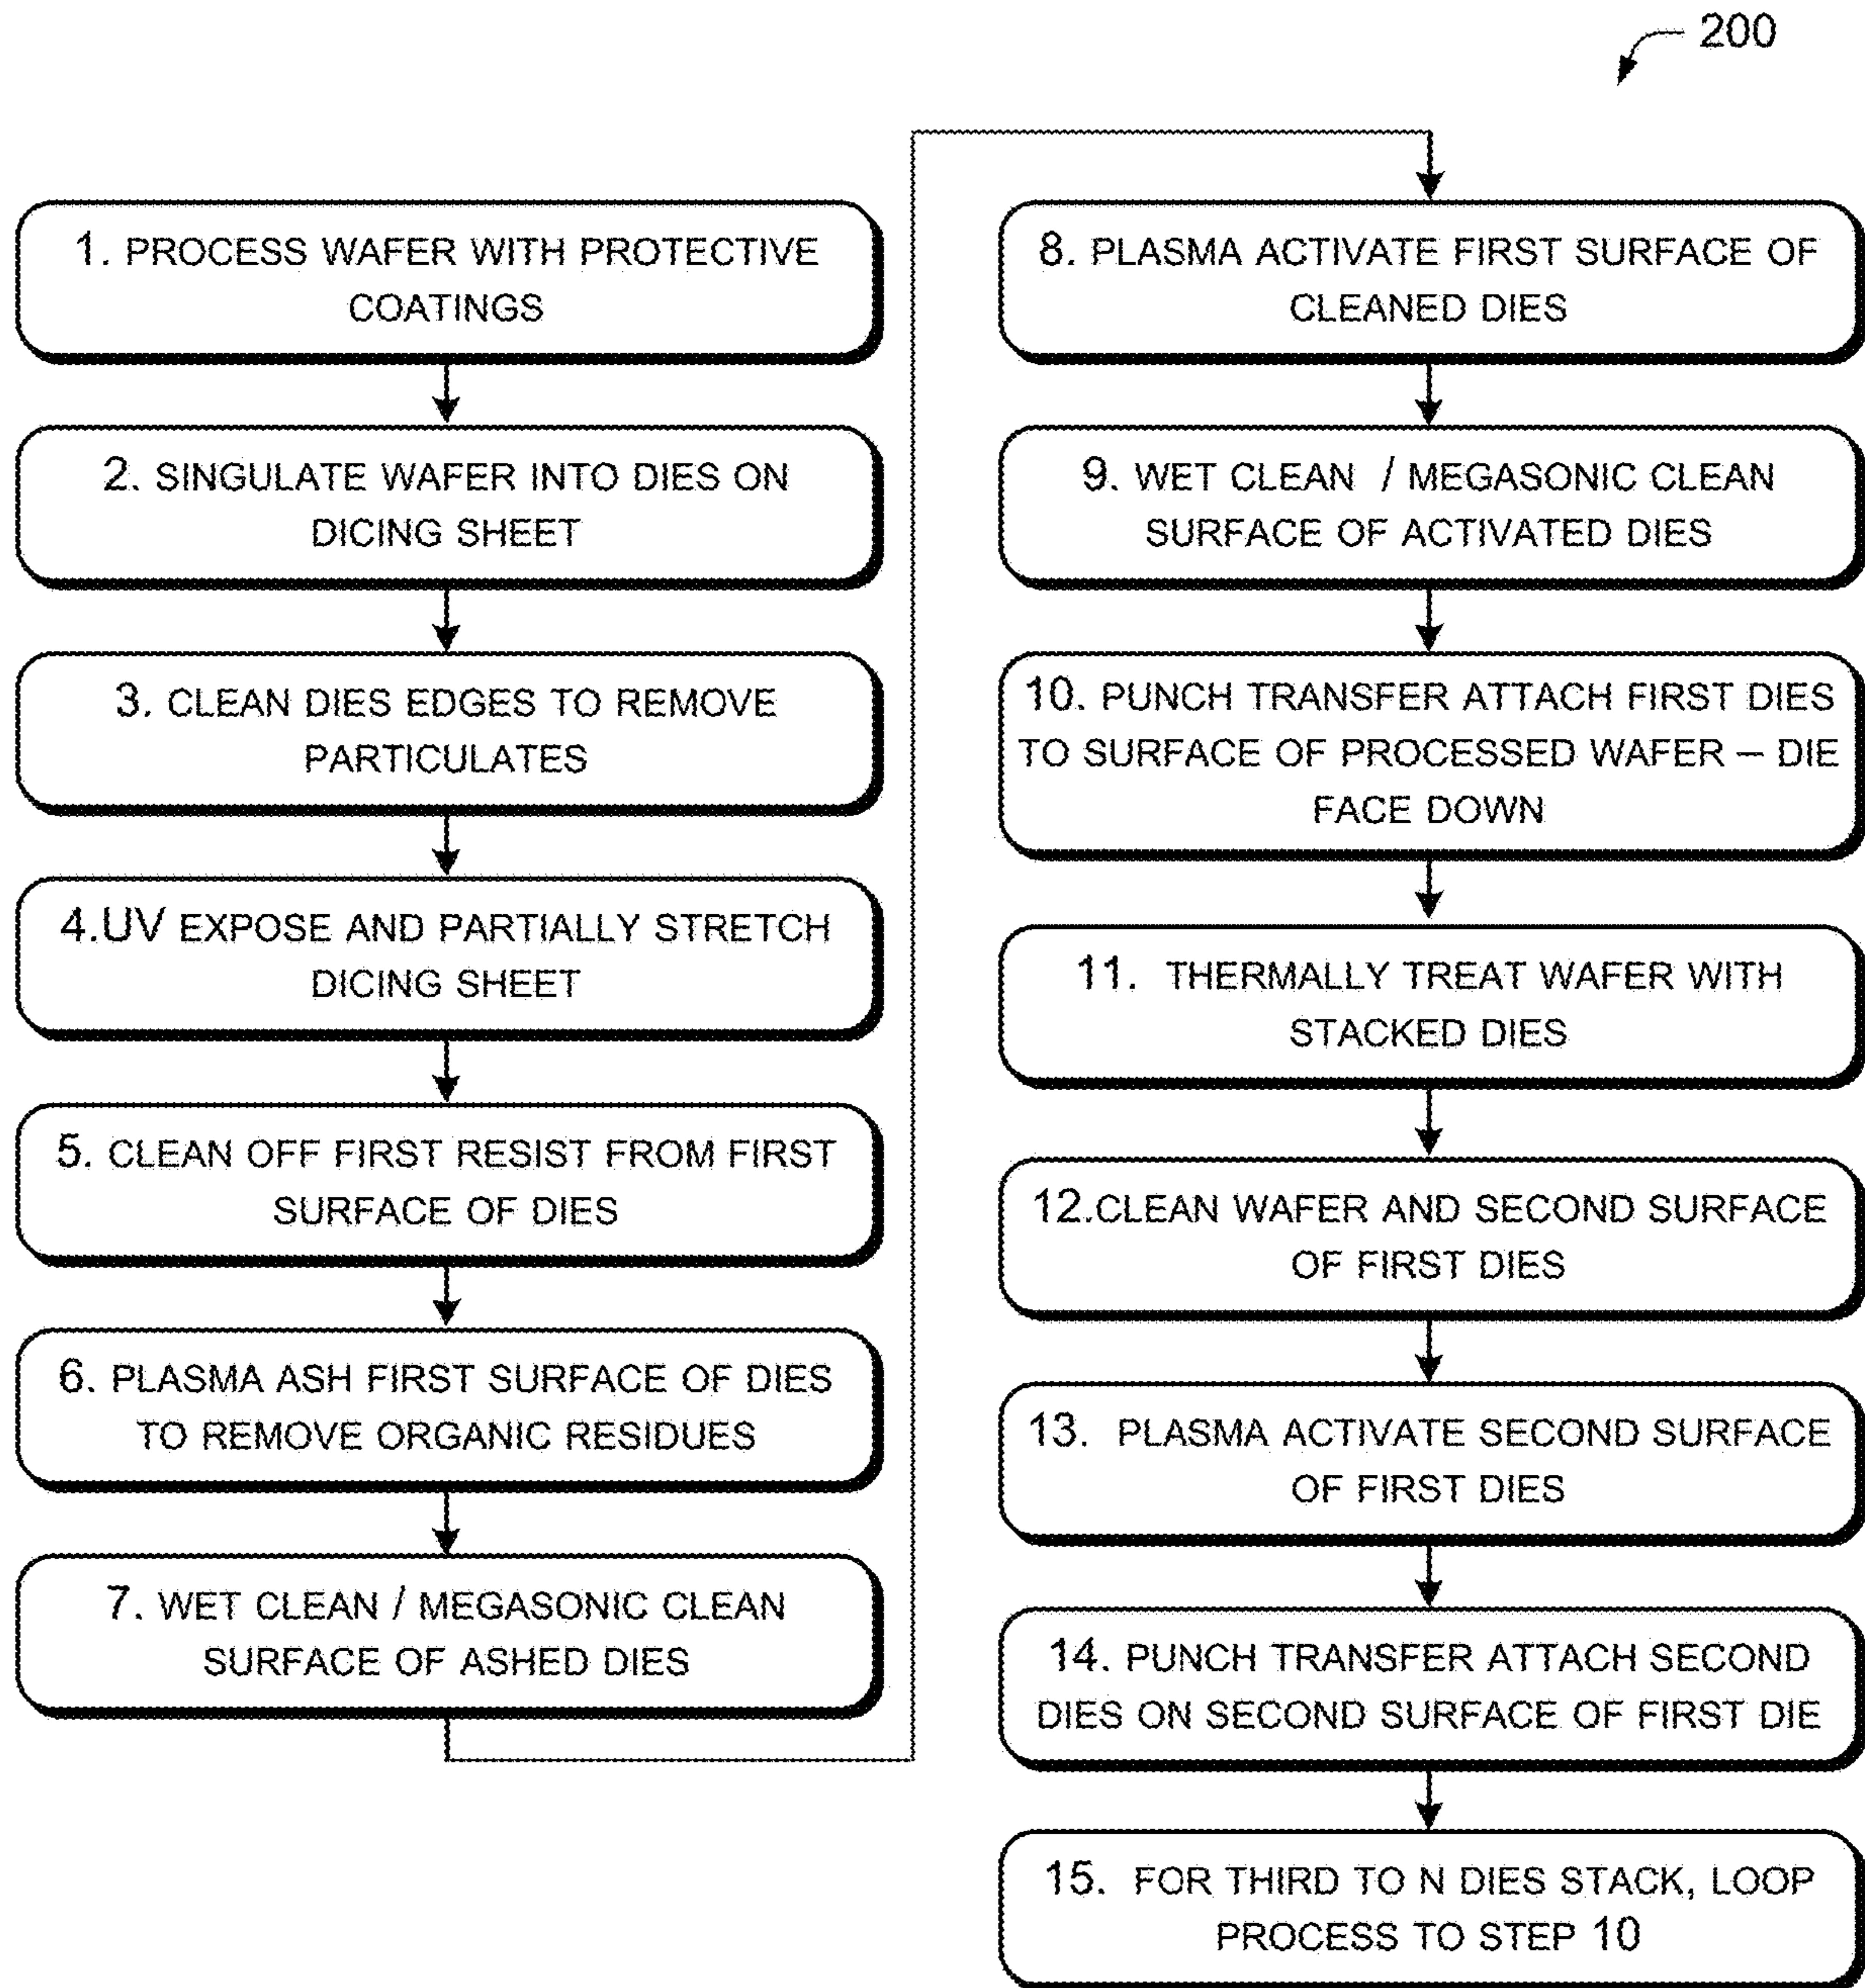 200
1. PROCESS WAFER WITH PROTECTIVE
COATINGS
2. SINGULATE WAFER INTO DIES ON
DICING SHEET
3. CLEAN DIES EDGES TO REMOVE
PARTICULATES
4.UV EXPOSE AND PARTIALLY STRETCH
DICING SHEET
5. CLEAN OFF FIRST RESIST FROM FIRST
SURFACE OF DIES
6. PLASMA ASH FIRST SURFACE OF DIES
TO REMOVE ORGANIC RESIDUES
7. WET CLEAN / MEGASONIC CLEAN
SURFACE OF ASHED DIES
8. PLASMA ACTIVATE FIRST SURFACE OF
CLEANED DIES
9. WET CLEAN / MEGASONIC CLEAN
SURFACE OF ACTIVATED DIES
10. PUNCH TRANSFER ATTACH FIRST DIES
TO SURFACE OF PROCESSED WAFER – DIE
FACE DOWN
11. THERMALLY TREAT WAFER WITH
STACKED DIES
12.CLEAN WAFER AND SECOND SURFACE
OF FIRST DIES
13. PLASMA ACTIVATE SECOND SURFACE
OF FIRST DIES
14. PUNCH TRANSFER ATTACH SECOND
DIES ON SECOND SURFACE OF FIRST DIE
15. FOR THIRD TO N DIES STACK, LOOP
PROCESS TO STEP 10